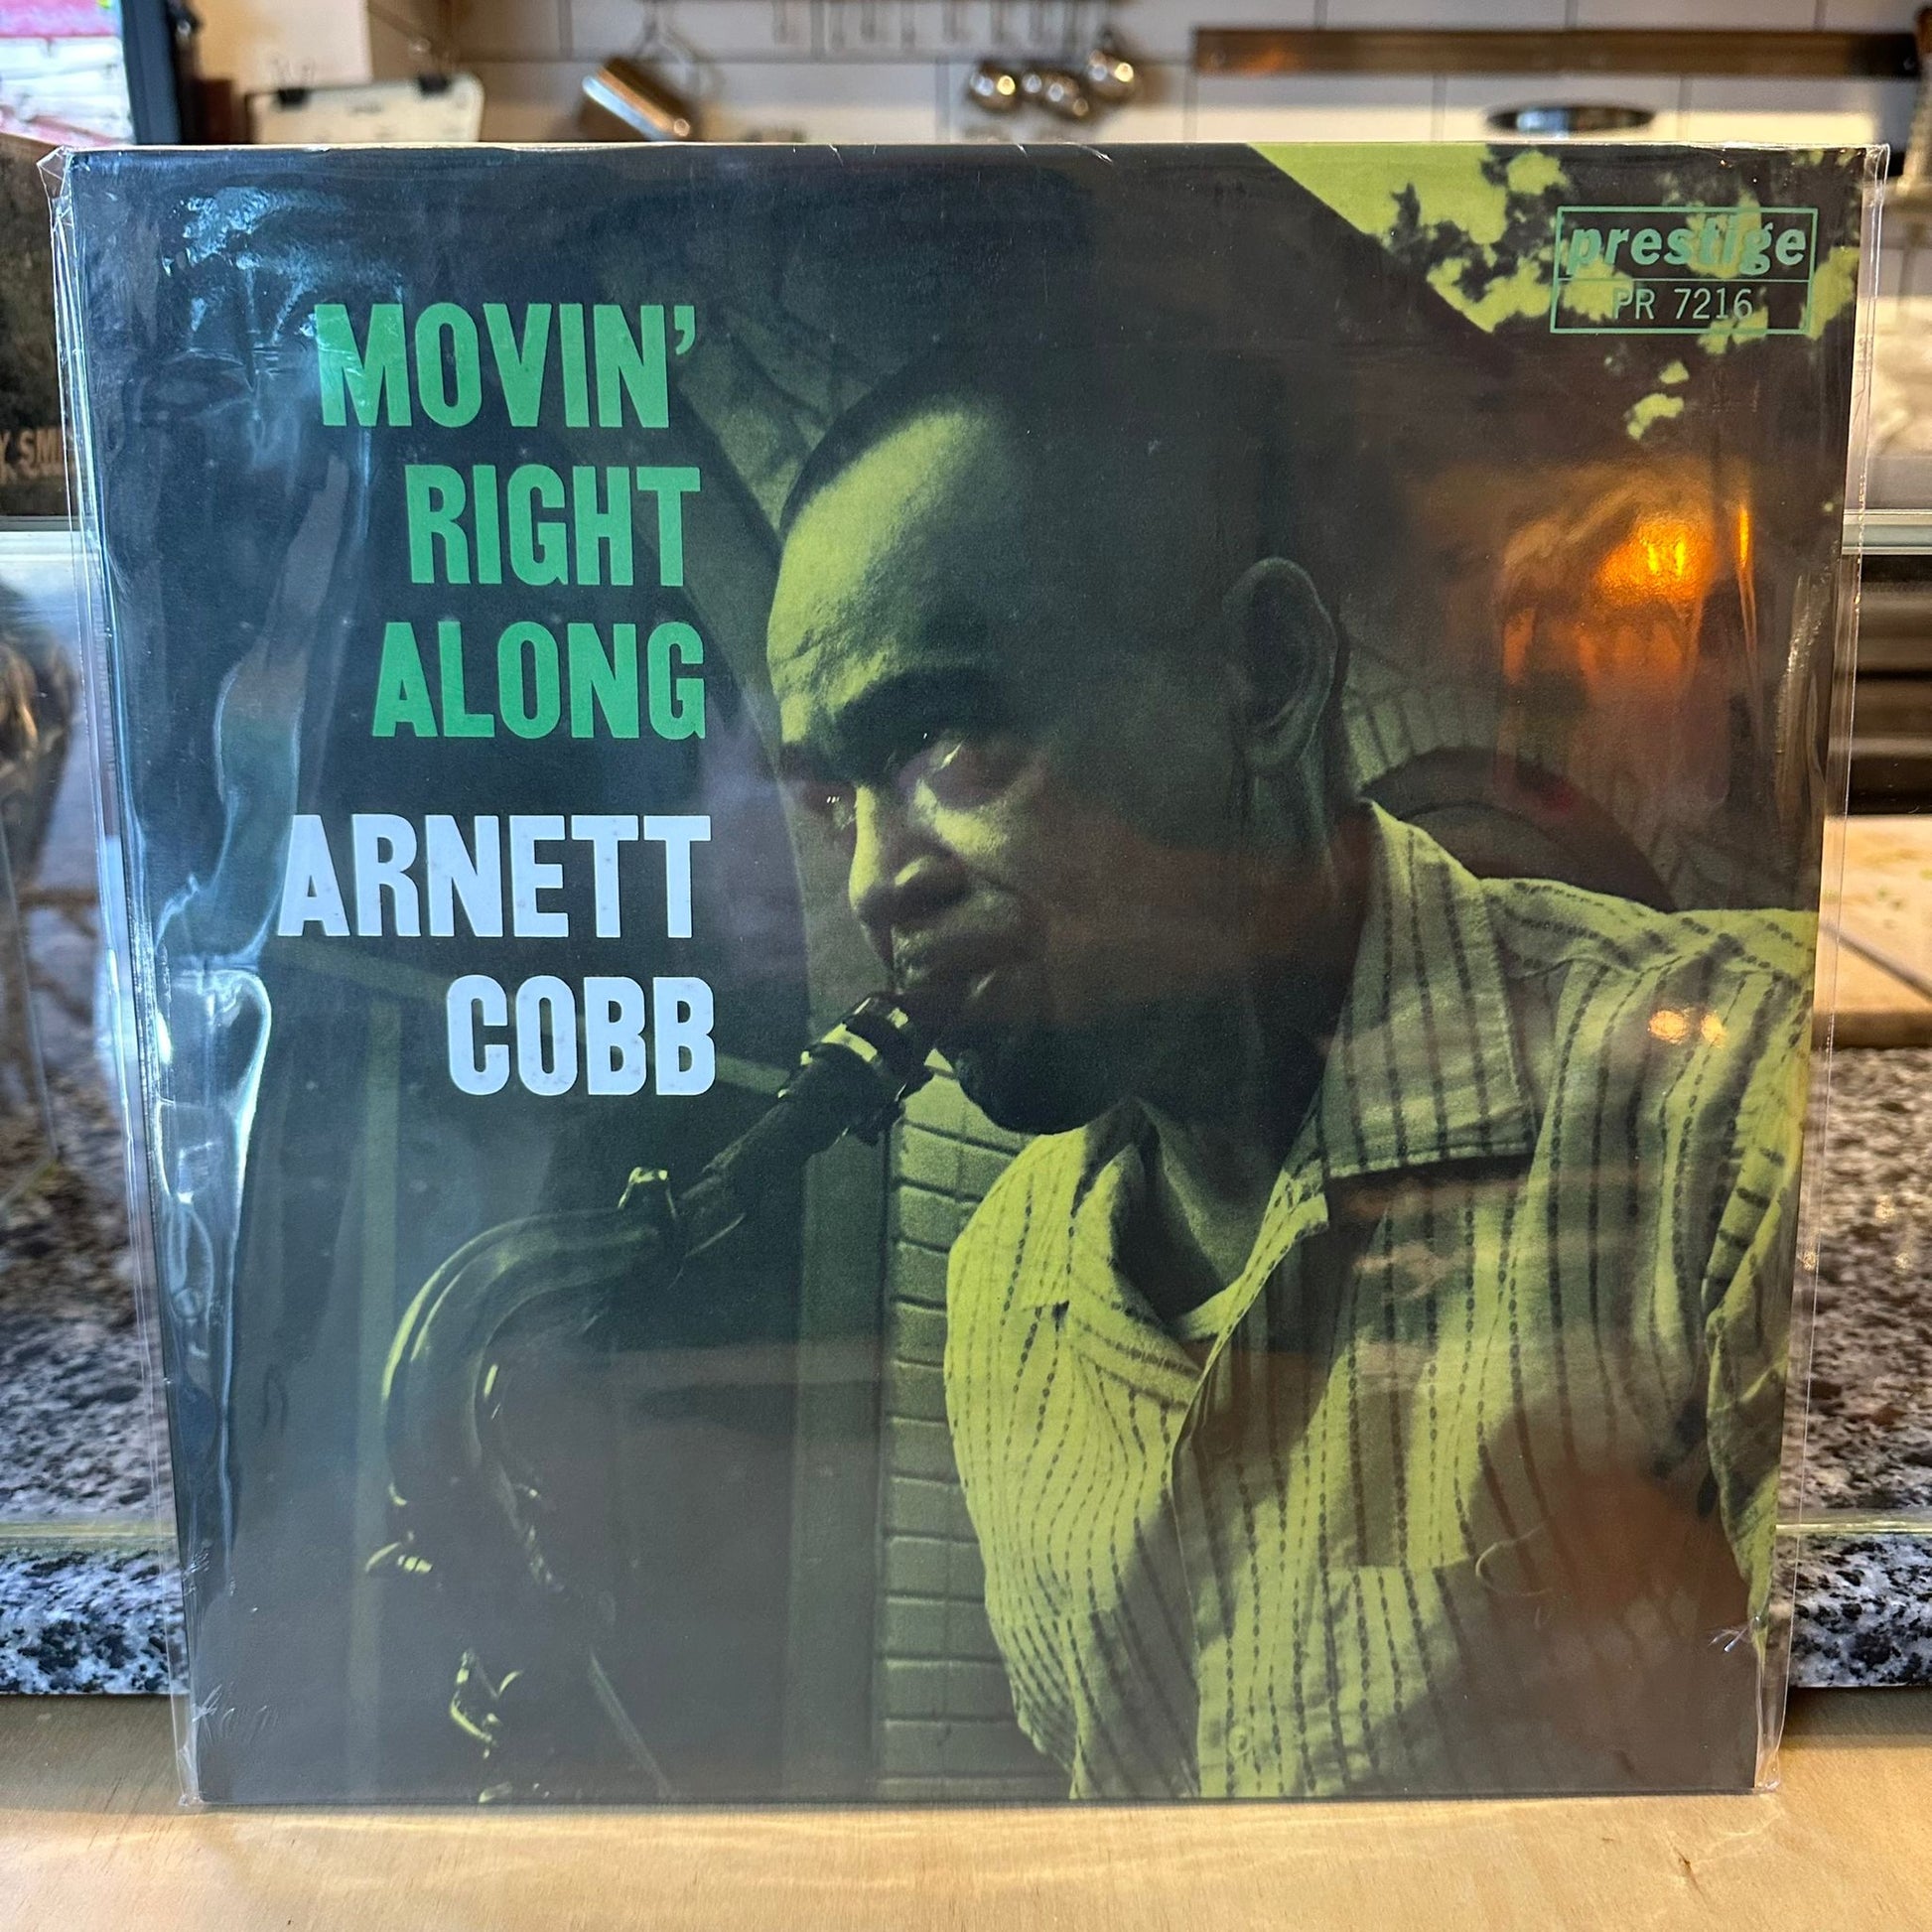 prestige
PR 7216
MOVIN'
RIGHT
ALONG
ARNETT
COBB